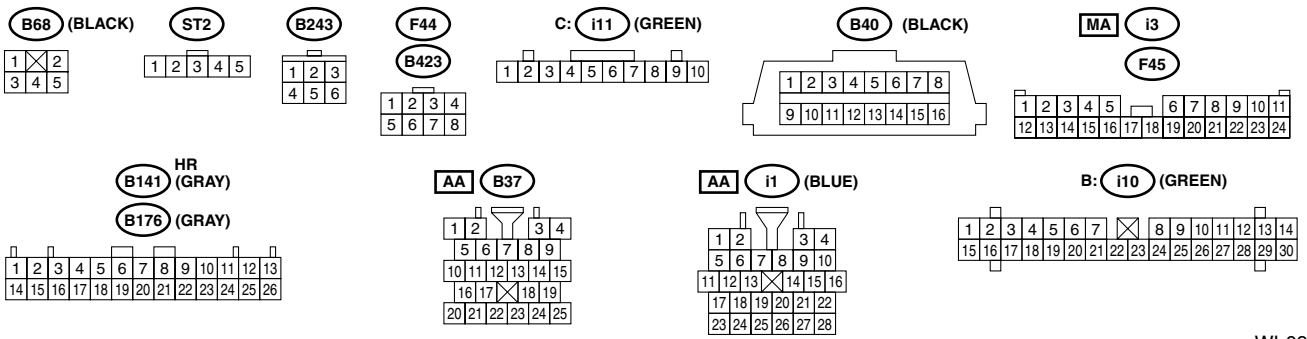 B68 (BLACK) ST2 B243 F44 C: i11 (GREEN) B40 (BLACK) MA i3
B423 F45
1 2
3 4 5
1 2 3 4 5
1 2 3
4 5 6
1 2 3 4
5 6 7 8
1 2 3 4 5 6 7 8 9 10
1 2 3 4 5 6 7 8
9 10 11 12 13 14 15 16
1 2 3 4 5 6 7 8 9 10 11
12 13 14 15 16 17 18 19 20 21 22 23 24
HR
B141 (GRAY) AA B37 AA i1 (BLUE) B: i10 (GREEN)
B176 (GRAY)
1 2 3 4 5 6 7 8 9 10 11 12 13
14 15 16 17 18 19 20 21 22 23 24 25 26
1 2 3 4
5 6 7 8 9
10 11 12 13 14 15
16 17 18 19
20 21 22 23 24 25
1 2 3 4
5 6 7 8 9 10
11 12 13 14 15 16
17 18 19 20 21 22
23 24 25 26 27 28
1 2 3 4 5 6 7 8 9 10 11 12 13 14
15 16 17 18 19 20 21 22 23 24 25 26 27 28 29 30